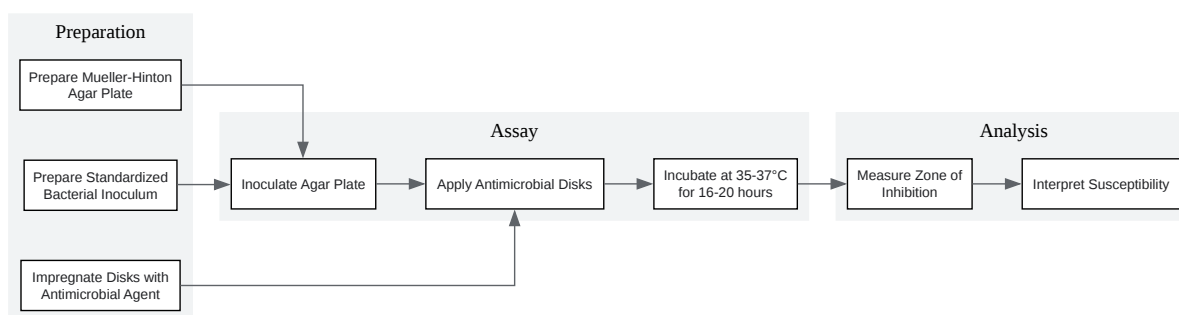 Preparation
Prepare Mueller-Hinton
Agar Plate
Prepare Standardized
Bacterial Inoculum
Impregnate Disks with
Antimicrobial Agent
Assay
Inoculate Agar Plate
Apply Antimicrobial Disks
Incubate at 35-37°C
for 16-20 hours
Analysis
Measure Zone of
Inhibition
Interpret Susceptibility